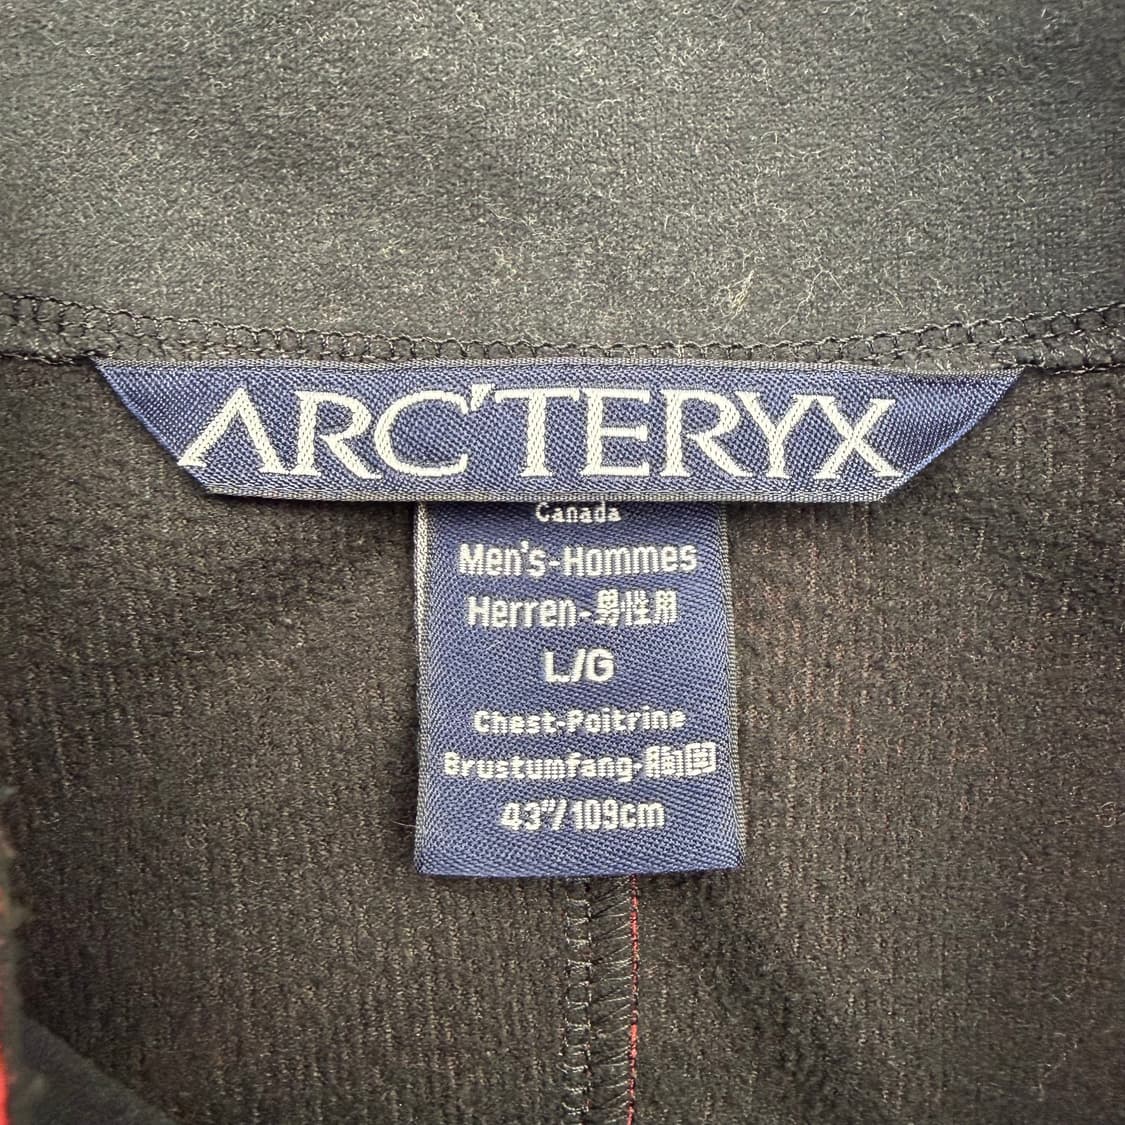 ARC'TERYX
Canada
Men's-Hommes
Herren-男性用
L/G
Chest-Poitrine
Brustumfang-胸囲
43"/109cm